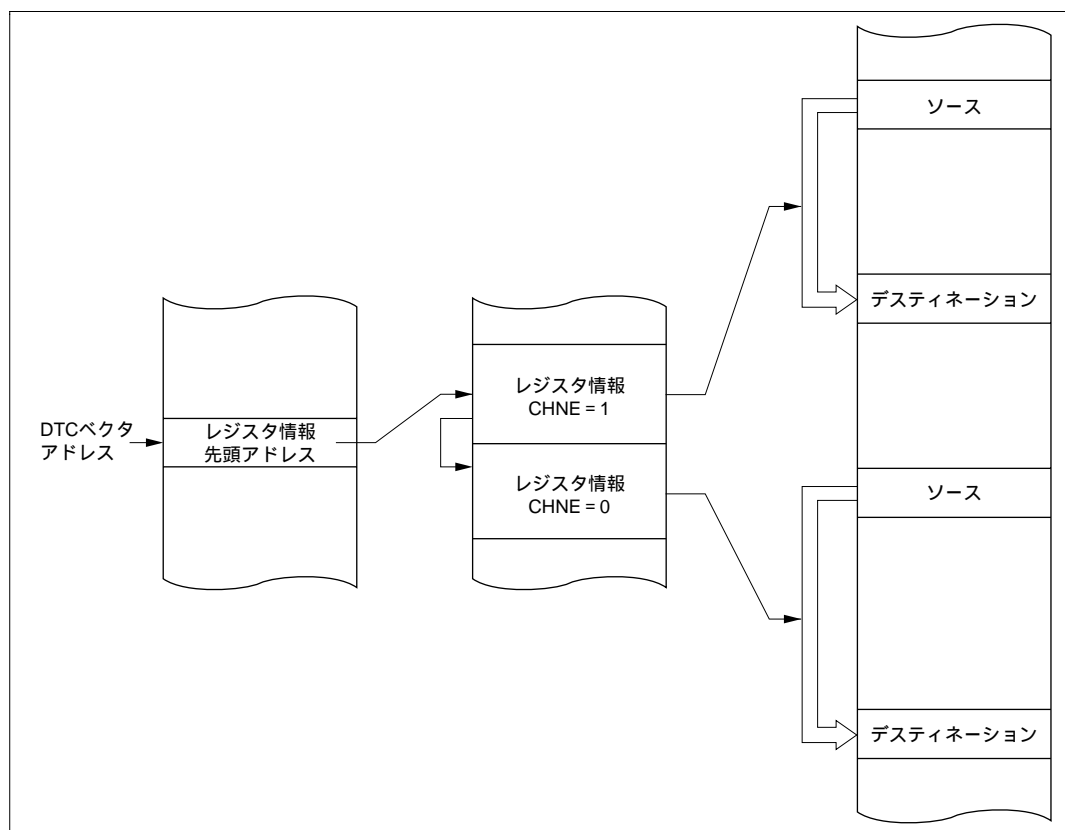 DTCベクタ
アドレス
レジスタ情報
先頭アドレス
レジスタ情報
CHNE = 1
レジスタ情報
CHNE = 0
ソース
デスティネーション
ソース
デスティネーション